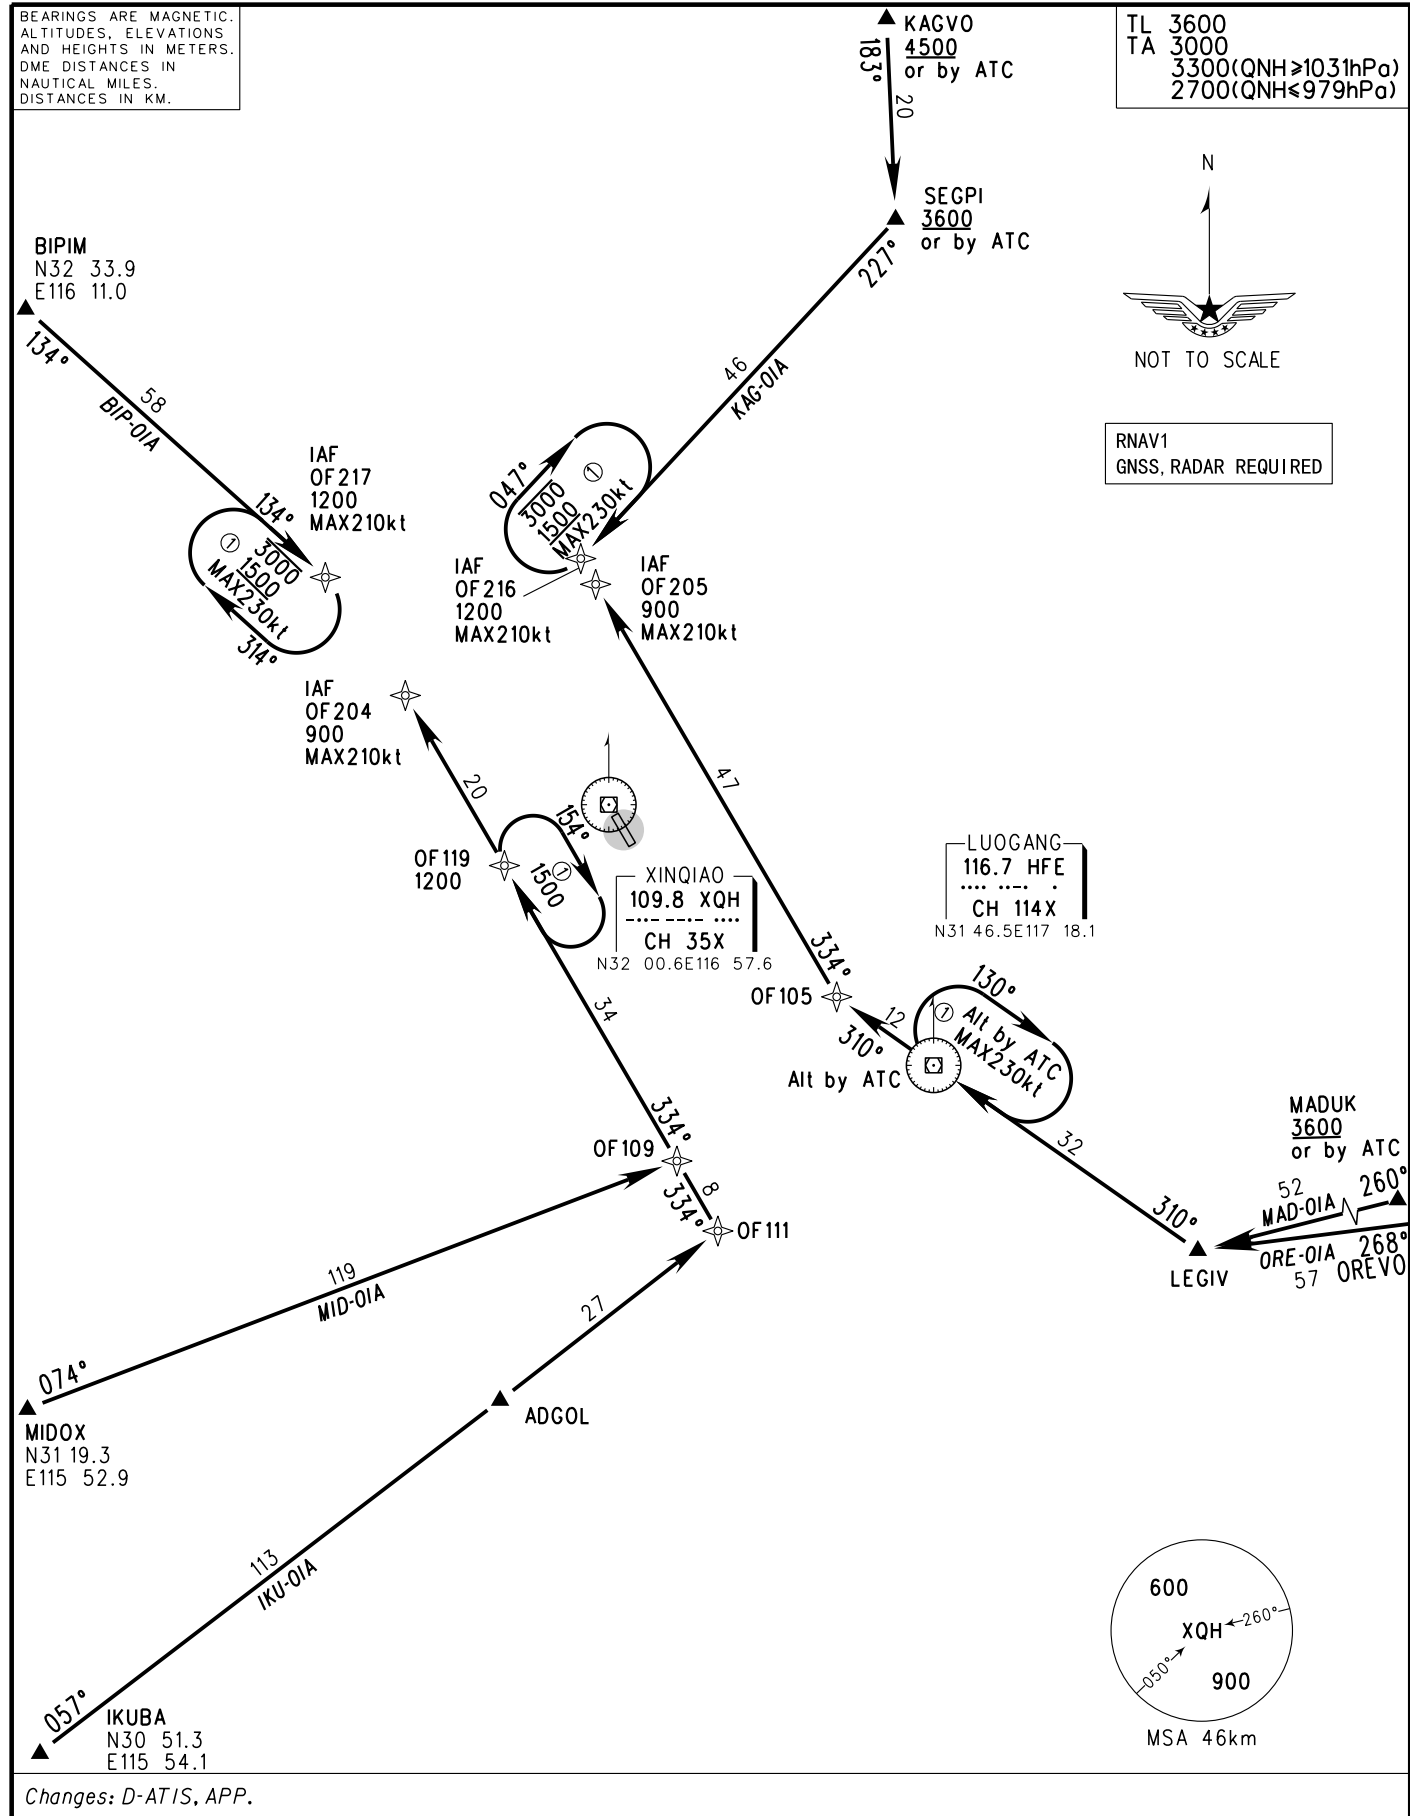 BEARINGS ARE MAGNETIC.
ALTITUDES, ELEVATIONS
AND HEIGHTS IN METERS.
DME DISTANCES IN
NAUTICAL MILES.
DISTANCES IN KM.
KAGVO
4500
or by ATC
183°
20
TL 3600
TA 3000
3300(QNH≥1031hPa)
2700(QNH≤979hPa)
N
NOT TO SCALE
RNAV1
GNSS, RADAR REQUIRED
SEGPI
3600
or by ATC
227°
46
KAG-01A
BIPIM
N32 33.9
E116 11.0
134°
58
BIP-01A
IAF
OF217
1200
MAX210kt
134°
① 3000
1500
MAX230kt
314°
047°
①
3000
1500
MAX230kt
IAF
OF216
1200
MAX210kt
IAF
OF205
900
MAX210kt
IAF
OF204
900
MAX210kt
20
47
154°
OF119
1200
①
1500
XINQIAO
109.8 XQH
-··- --·- ····
CH 35X
N32 00.6E116 57.6
LUOGANG
116.7 HFE
···· ··-· ·
CH 114X
N31 46.5E117 18.1
34
334°
OF105
12
310°
130°
① Alt by ATC
MAX230kt
Alt by ATC
32
310°
LEGIV
MADUK
3600
or by ATC
52
260°
MAD-01A
ORE-01A
268°
57
OREVO
334°
OF109
8
334°
OF111
119
MID-01A
074°
MIDOX
N31 19.3
E115 52.9
27
ADGOL
113
IKU-01A
057°
IKUBA
N30 51.3
E115 54.1
600
XQH
260°
050°
900
MSA 46km
Changes: D-ATIS, APP.